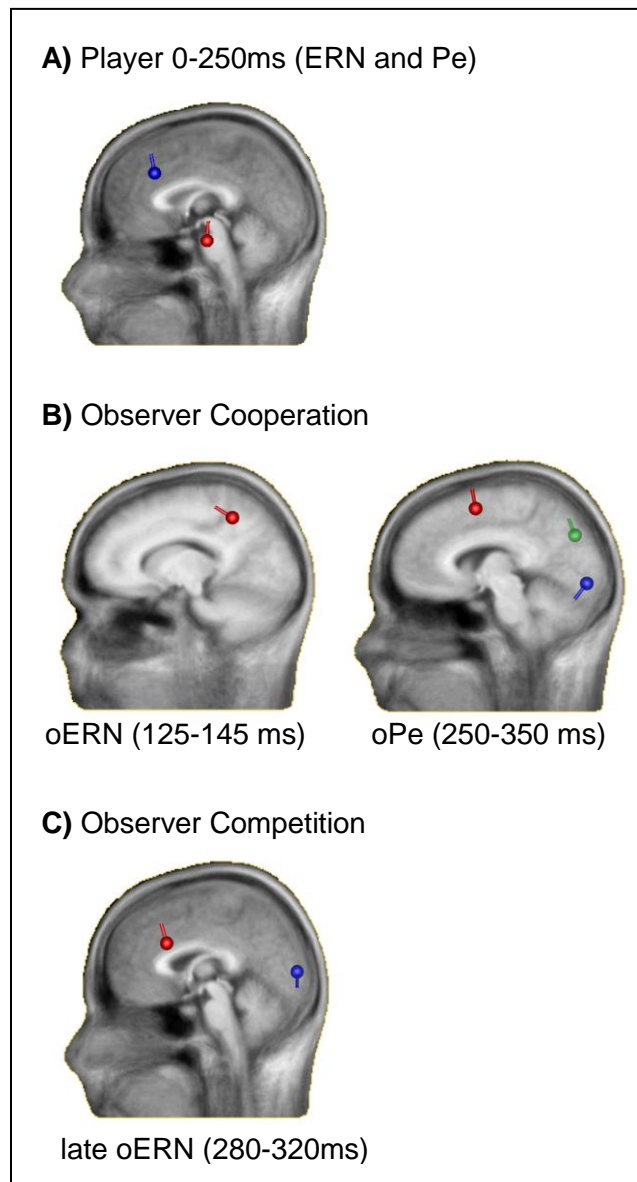 A) Player 0-250ms (ERN and Pe)
B) Observer Cooperation
oERN (125-145 ms)
oPe (250-350 ms)
C) Observer Competition
late oERN (280-320ms)